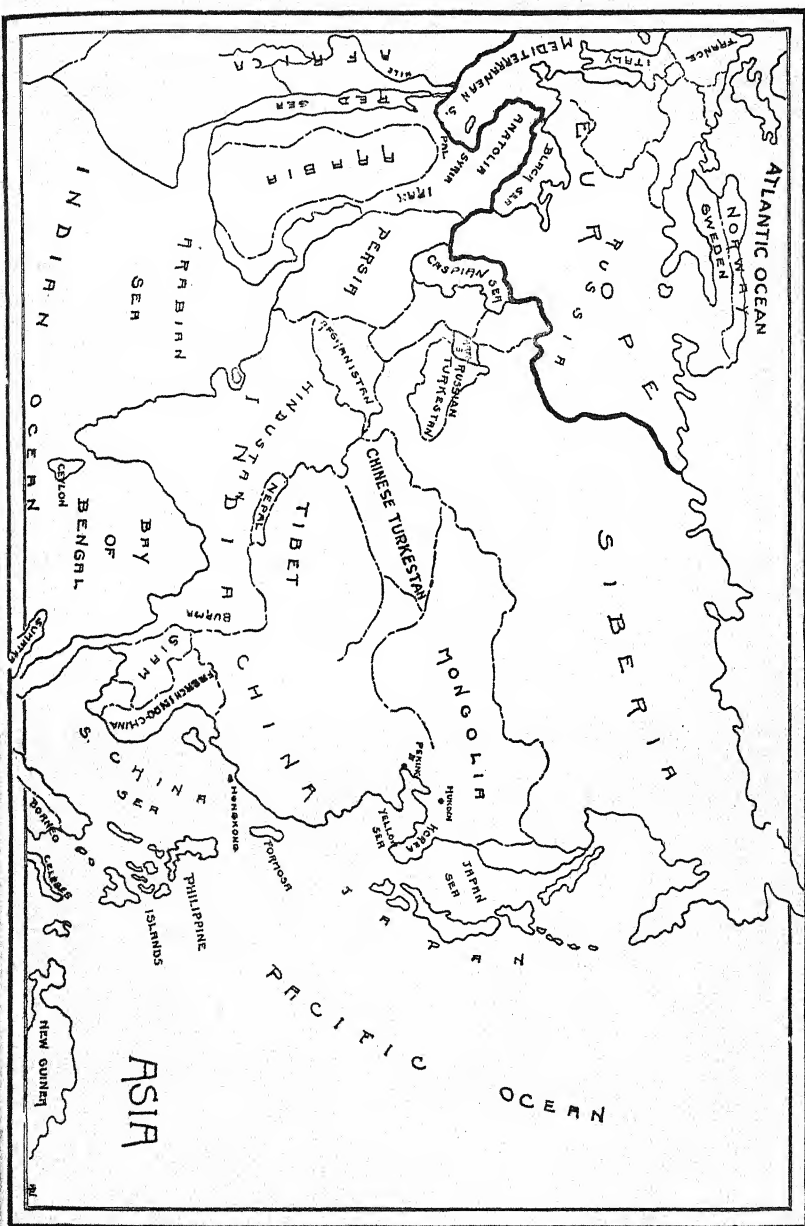 ATLANTIC OCEAN
NORWAY
SWEDEN
FRANCE
ITALY
EUROPE
RUSSIA
SIBERIA
MEDITERRANEAN S.
BLACK SEA
ANATOLIA
SYRIA
PAL
CASPIAN SEA
RUSSIAN TURKESTAN
AFRICA
NILE
RED SEA
ARABIA
IRAK
PERSIA
AFGHANISTAN
CHINESE TURKESTAN
MONGOLIA
TIBET
NEPAL
HINDUSTAN
INDIA
BURMA
CHINA
PEKING
MUKDEN
KOREA
YELLOW SEA
JAPAN SEA
JAPAN
ARABIAN SEA
INDIAN OCEAN
CEYLON
BAY OF BENGAL
SIAM
FRENCH INDO-CHINA
HONGKONG
FORMOSA
S. CHINA SEA
PHILIPPINE ISLANDS
SUMATRA
BORNEO
CELEBES
NEW GUINEA
PACIFIC OCEAN
ASIA